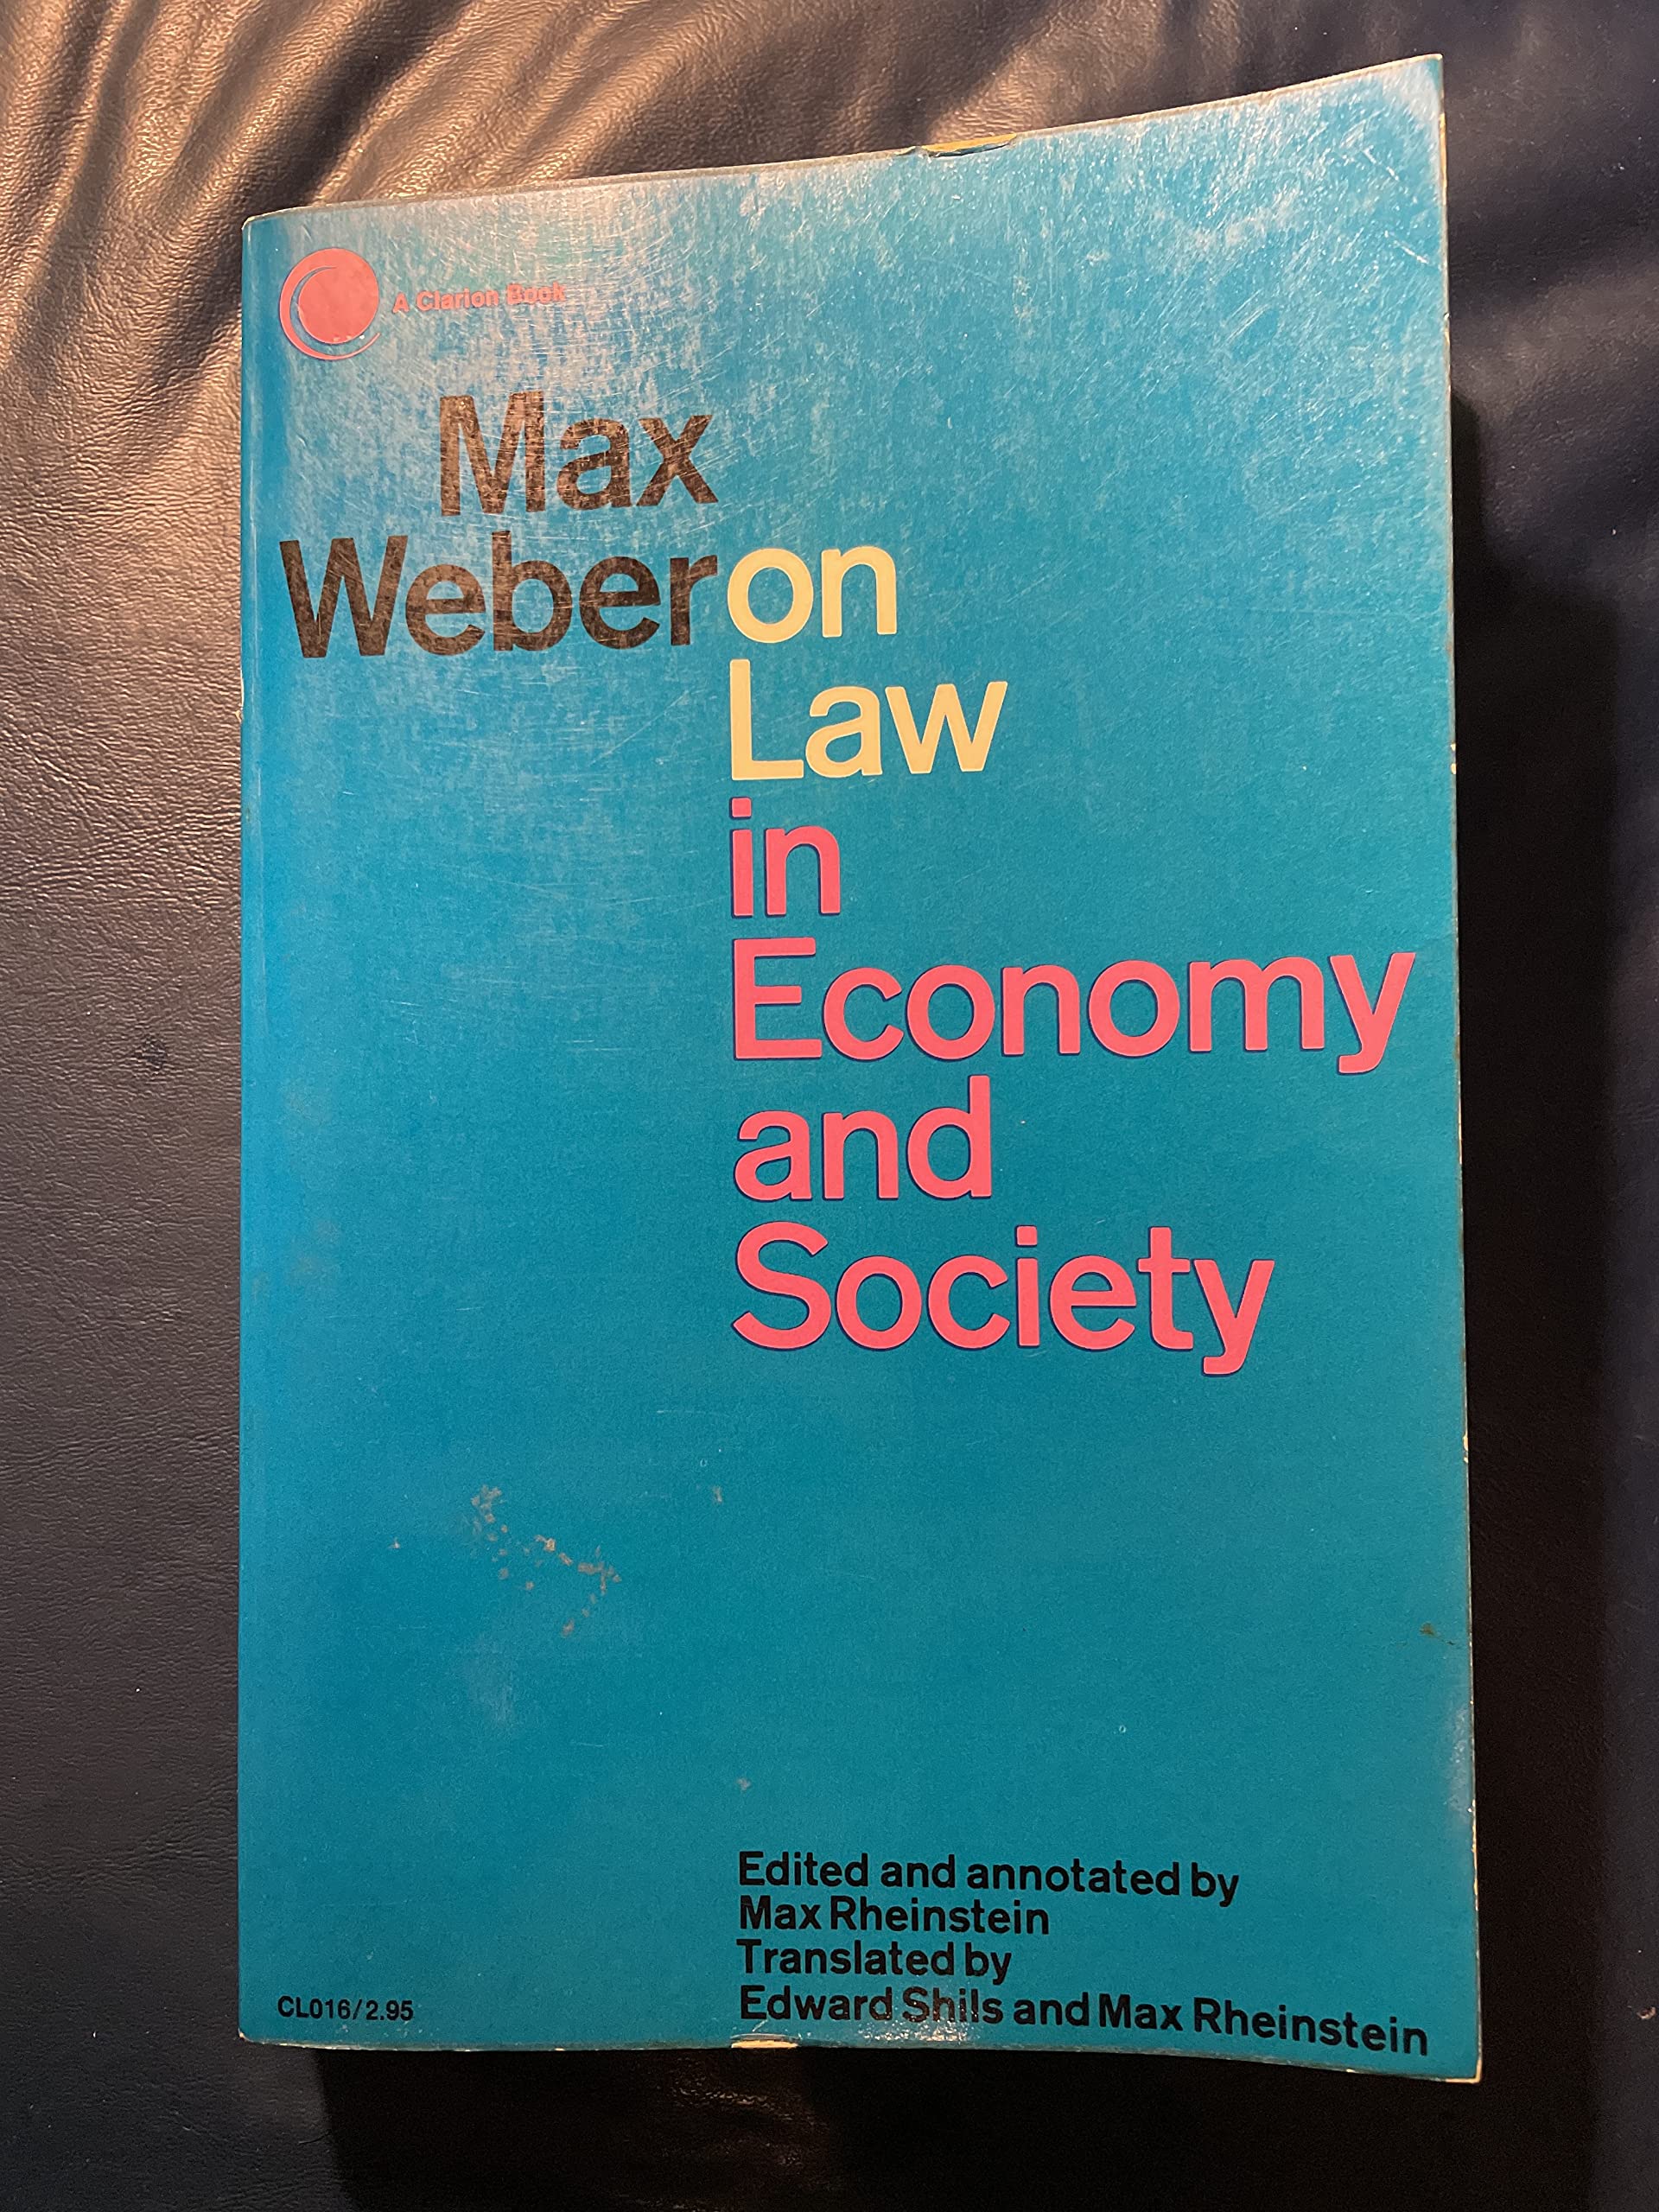 A Clarion Book
Max
Weber on
Law
in
Economy
and
Society
Edited and annotated by
Max Rheinstein
Translated by
Edward Shils and Max Rheinstein
CL016/2.95